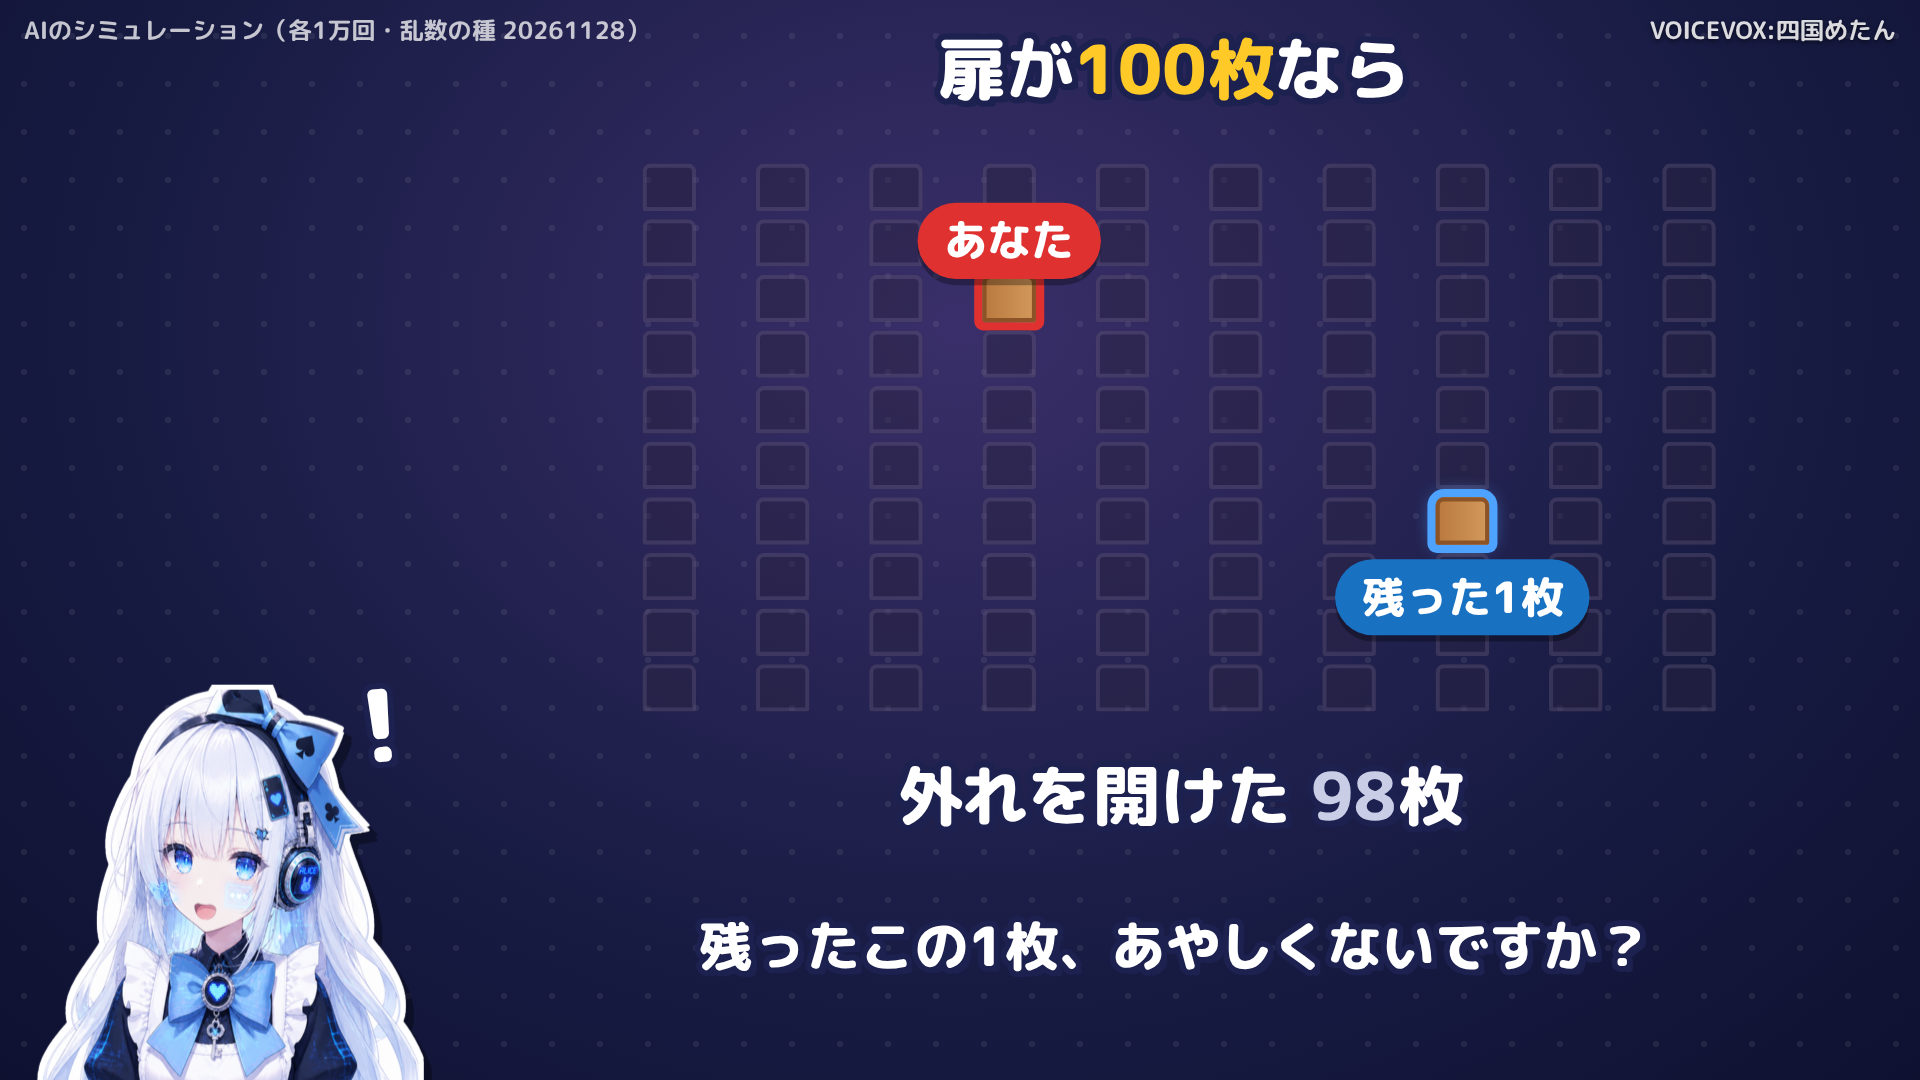 AIのシミュレーション（各1万回・乱数の種 20261128）
VOICEVOX:四国めたん
扉が100枚なら
あなた
残った1枚
外れを開けた 98枚
残ったこの1枚、あやしくないですか？
!
ALICE